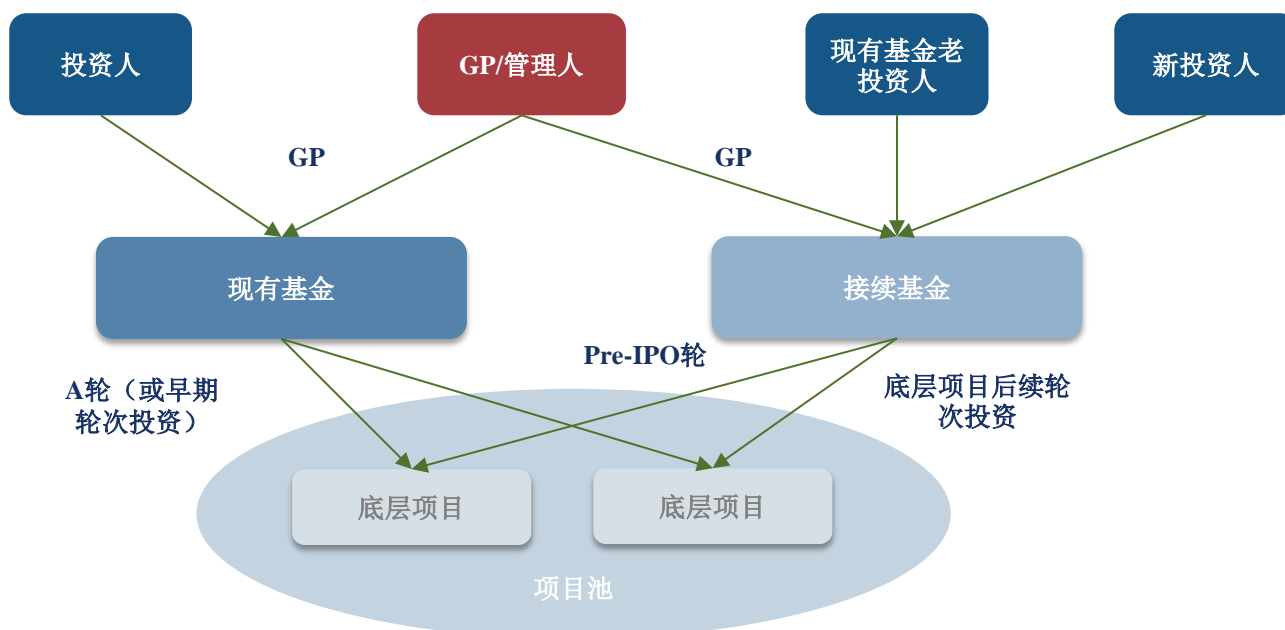 投资人
GP/管理人
现有基金老
投资人
新投资人
GP
GP
现有基金
接续基金
Pre-IPO轮
A轮（或早期
轮次投资）
底层项目后续轮
次投资
底层项目
底层项目
项目池